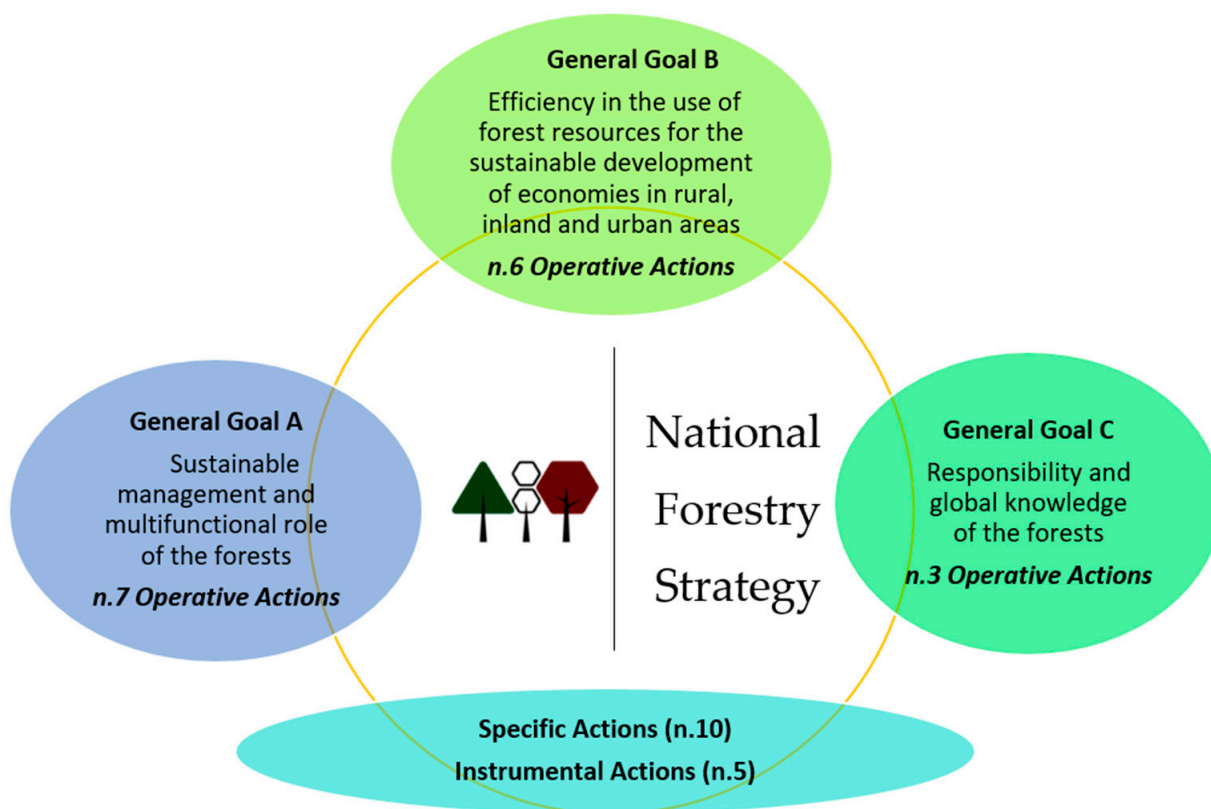 General Goal B
Efficiency in the use of
forest resources for the
sustainable development
of economies in rural,
inland and urban areas
n.6 Operative Actions
General Goal A
Sustainable
management and
multifunctional role
of the forests
n.7 Operative Actions
National
Forestry
Strategy
General Goal C
Responsibility and
global knowledge
of the forests
n.3 Operative Actions
Specific Actions (n.10)
Instrumental Actions (n.5)